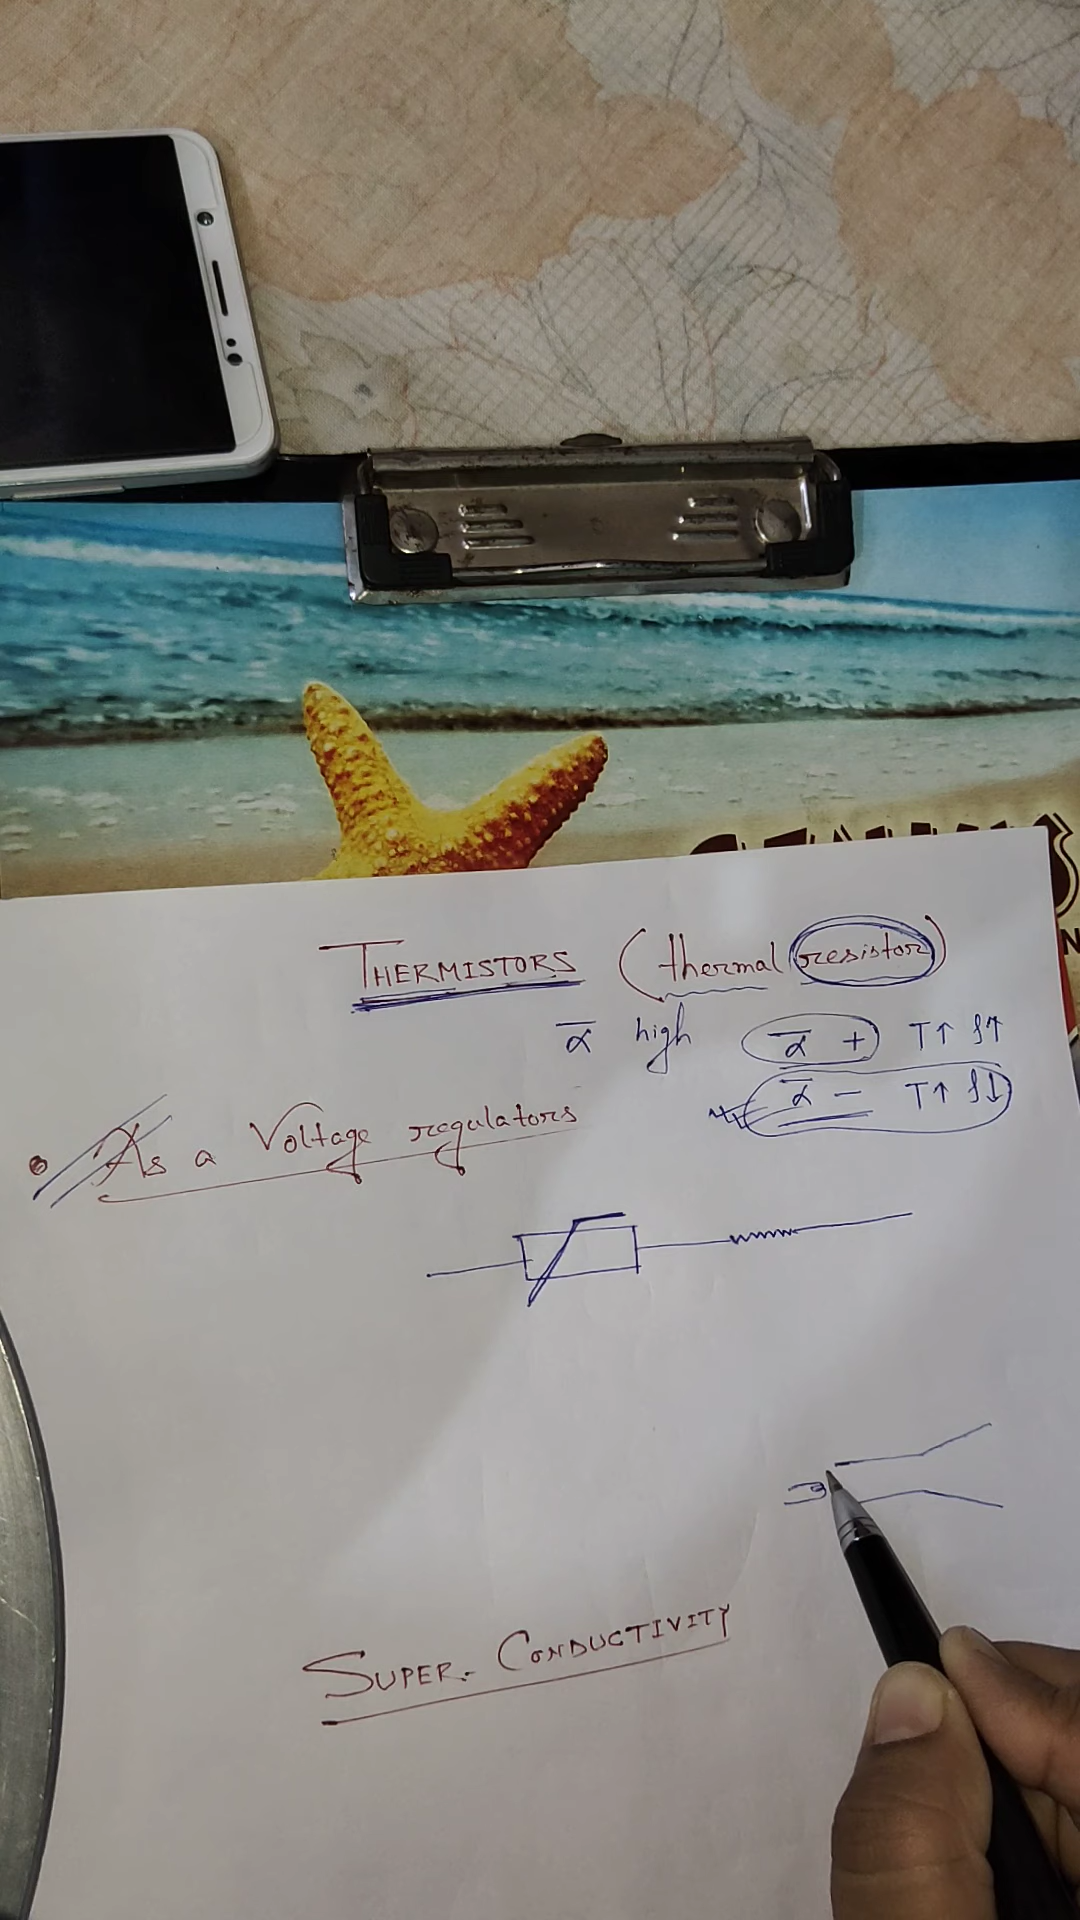 THERMISTORS (thermal resistor)
ᾱ high ᾱ + T↑ ρ↑
ᾱ − T↑ ρ↓
• As a Voltage regulators
SUPER-CONDUCTIVITY